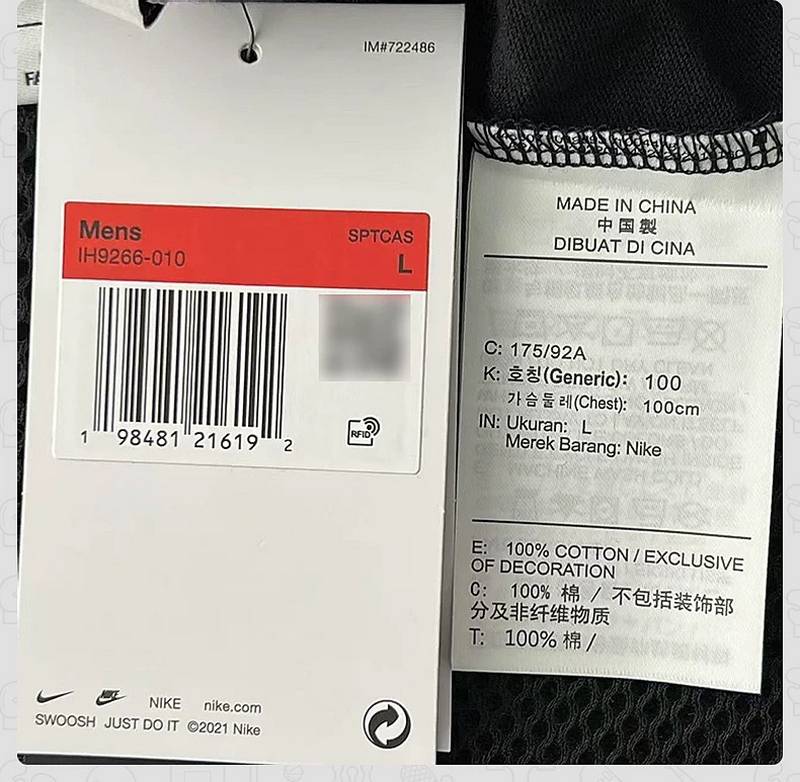 IM#722486
Mens
SPTCAS
IH9266-010
L
RFID
1 98481 21619 2
NIKE nike.com
SWOOSH JUST DO IT ©2021 Nike
MADE IN CHINA
中国製
DIBUAT DI CINA
C: 175/92A
K: 호칭(Generic): 100
가슴둘레(Chest): 100cm
IN: Ukuran: L
Merek Barang: Nike
E: 100% COTTON / EXCLUSIVE
OF DECORATION
C: 100% 棉 / 不包括装饰部
分及非纤维物质
T: 100% 棉 /